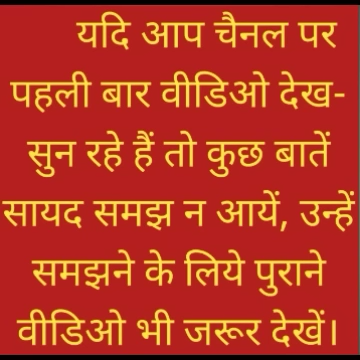 यदि आप चैनल पर
पहली बार वीडिओ देख-
सुन रहे हैं तो कुछ बातें
सायद समझ न आयें, उन्हें
समझने के लिये पुराने
वीडिओ भी जरूर देखें।